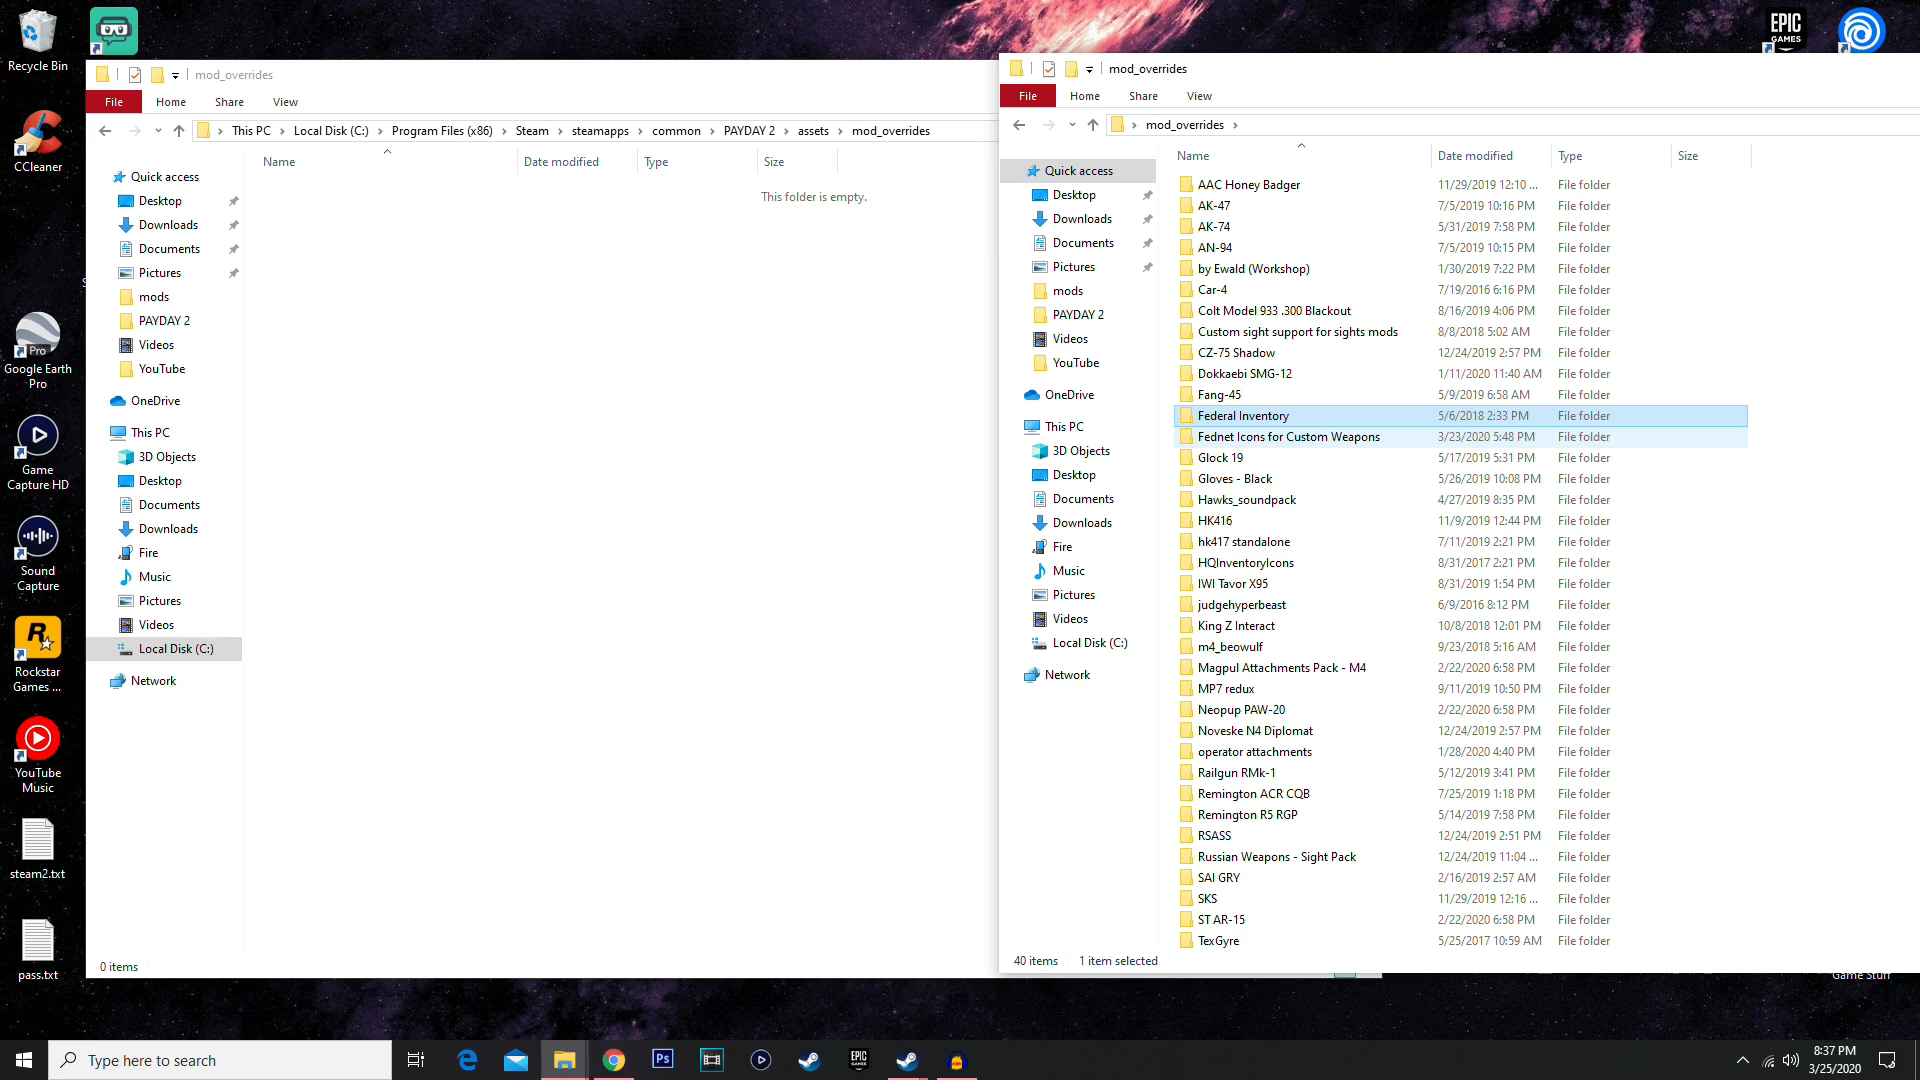 Recycle Bin
CCleaner
Pro
Google Earth
Pro
Game
Capture HD
Sound
Capture
Rockstar
Games ...
YouTube
Music
steam2.txt
pass.txt
EPIC
GAMES
Game Stuff
mod_overrides
File Home Share View
This PC > Local Disk (C:) > Program Files (x86) > Steam > steamapps > common > PAYDAY 2 > assets > mod_overrides
Name Date modified Type Size
This folder is empty.
Quick access
Desktop
Downloads
Documents
Pictures
mods
PAYDAY 2
Videos
YouTube
OneDrive
This PC
3D Objects
Desktop
Documents
Downloads
Fire
Music
Pictures
Videos
Local Disk (C:)
Network
0 items
mod_overrides
File Home Share View
mod_overrides >
Quick access
Desktop
Downloads
Documents
Pictures
mods
PAYDAY 2
Videos
YouTube
OneDrive
This PC
3D Objects
Desktop
Documents
Downloads
Fire
Music
Pictures
Videos
Local Disk (C:)
Network
Name Date modified Type Size
AAC Honey Badger 11/29/2019 12:10 ... File folder
AK-47 7/5/2019 10:16 PM File folder
AK-74 5/31/2019 7:58 PM File folder
AN-94 7/5/2019 10:15 PM File folder
by Ewald (Workshop) 1/30/2019 7:22 PM File folder
Car-4 7/19/2016 6:16 PM File folder
Colt Model 933 .300 Blackout 8/16/2019 4:06 PM File folder
Custom sight support for sights mods 8/8/2018 5:02 AM File folder
CZ-75 Shadow 12/24/2019 2:57 PM File folder
Dokkaebi SMG-12 1/11/2020 11:40 AM File folder
Fang-45 5/9/2019 6:58 AM File folder
Federal Inventory 5/6/2018 2:33 PM File folder
Fednet Icons for Custom Weapons 3/23/2020 5:48 PM File folder
Glock 19 5/17/2019 5:31 PM File folder
Gloves - Black 5/26/2019 10:08 PM File folder
Hawks_soundpack 4/27/2019 8:35 PM File folder
HK416 11/9/2019 12:44 PM File folder
hk417 standalone 7/11/2019 2:21 PM File folder
HQInventoryIcons 8/31/2017 2:21 PM File folder
IWI Tavor X95 8/31/2019 1:54 PM File folder
judgehyperbeast 6/9/2016 8:12 PM File folder
King Z Interact 10/8/2018 12:01 PM File folder
m4_beowulf 9/23/2018 5:16 AM File folder
Magpul Attachments Pack - M4 2/22/2020 6:58 PM File folder
MP7 redux 9/11/2019 10:50 PM File folder
Neopup PAW-20 2/22/2020 6:58 PM File folder
Noveske N4 Diplomat 12/24/2019 2:57 PM File folder
operator attachments 1/28/2020 4:40 PM File folder
Railgun RMk-1 5/12/2019 3:41 PM File folder
Remington ACR CQB 7/25/2019 1:18 PM File folder
Remington R5 RGP 5/14/2019 7:58 PM File folder
RSASS 12/24/2019 2:51 PM File folder
Russian Weapons - Sight Pack 12/24/2019 11:04 ... File folder
SAI GRY 2/16/2019 2:57 AM File folder
SKS 11/29/2019 12:16 ... File folder
ST AR-15 2/22/2020 6:58 PM File folder
TexGyre 5/25/2017 10:59 AM File folder
40 items 1 item selected
Type here to search
Ps
EPIC
8:37 PM
3/25/2020